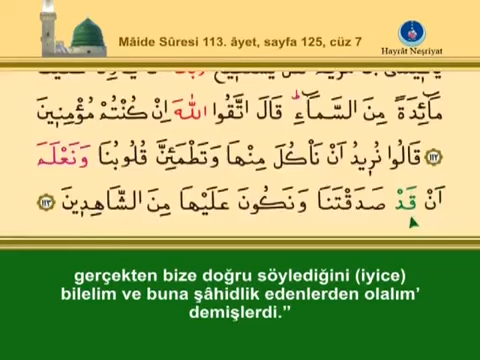 Mâide Sûresi 113. âyet, sayfa 125, cüz 7
Hayrât Neşriyat
مَٓائِدَةً مِنَ السَّمَٓاءِۜ قَالَ اتَّقُوا اللّٰهَ اِنْ كُنْتُمْ مُؤْمِن۪ينَ
﴿١١٢﴾ قَالُوا نُر۪يدُ اَنْ نَأْكُلَ مِنْهَا وَتَطْمَئِنَّ قُلُوبُنَا وَنَعْلَمَ
اَنْ قَدْ صَدَقْتَنَا وَنَكُونَ عَلَيْهَا مِنَ الشَّاهِد۪ينَ ﴿١١٣﴾
gerçekten bize doğru söylediğini (iyice)
bilelim ve buna şâhidlik edenlerden olalım’
demişlerdi.”